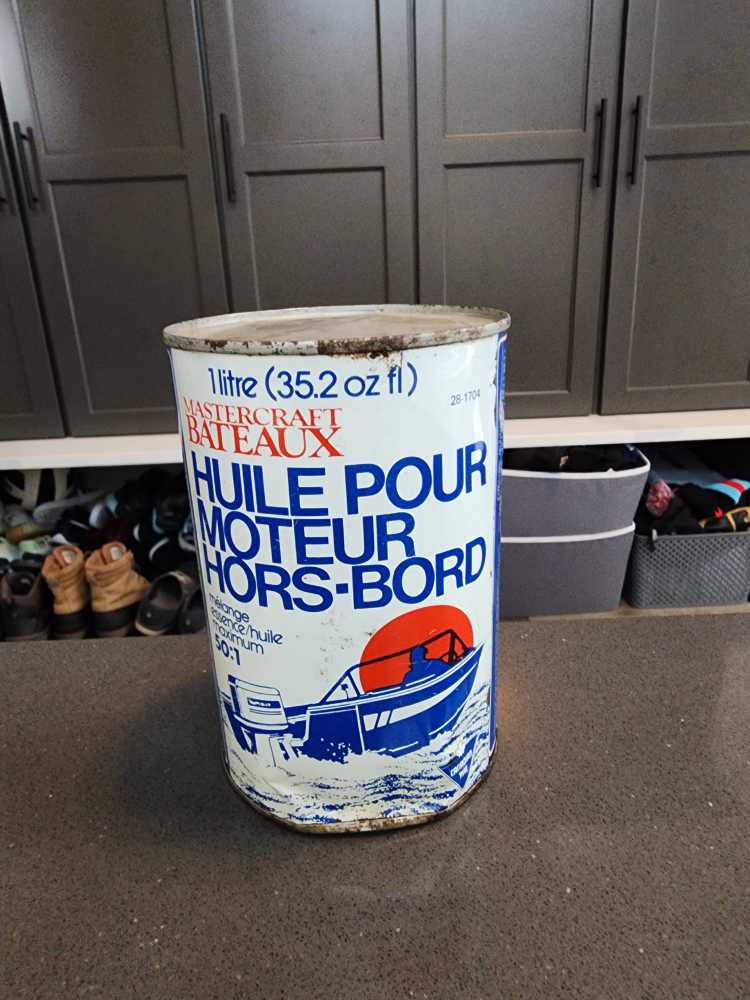 1 litre (35.2 oz fl)
28-1704
MASTERCRAFT
BATEAUX
HUILE POUR
MOTEUR
HORS-BORD
mélange
essence/huile
maximum
50:1